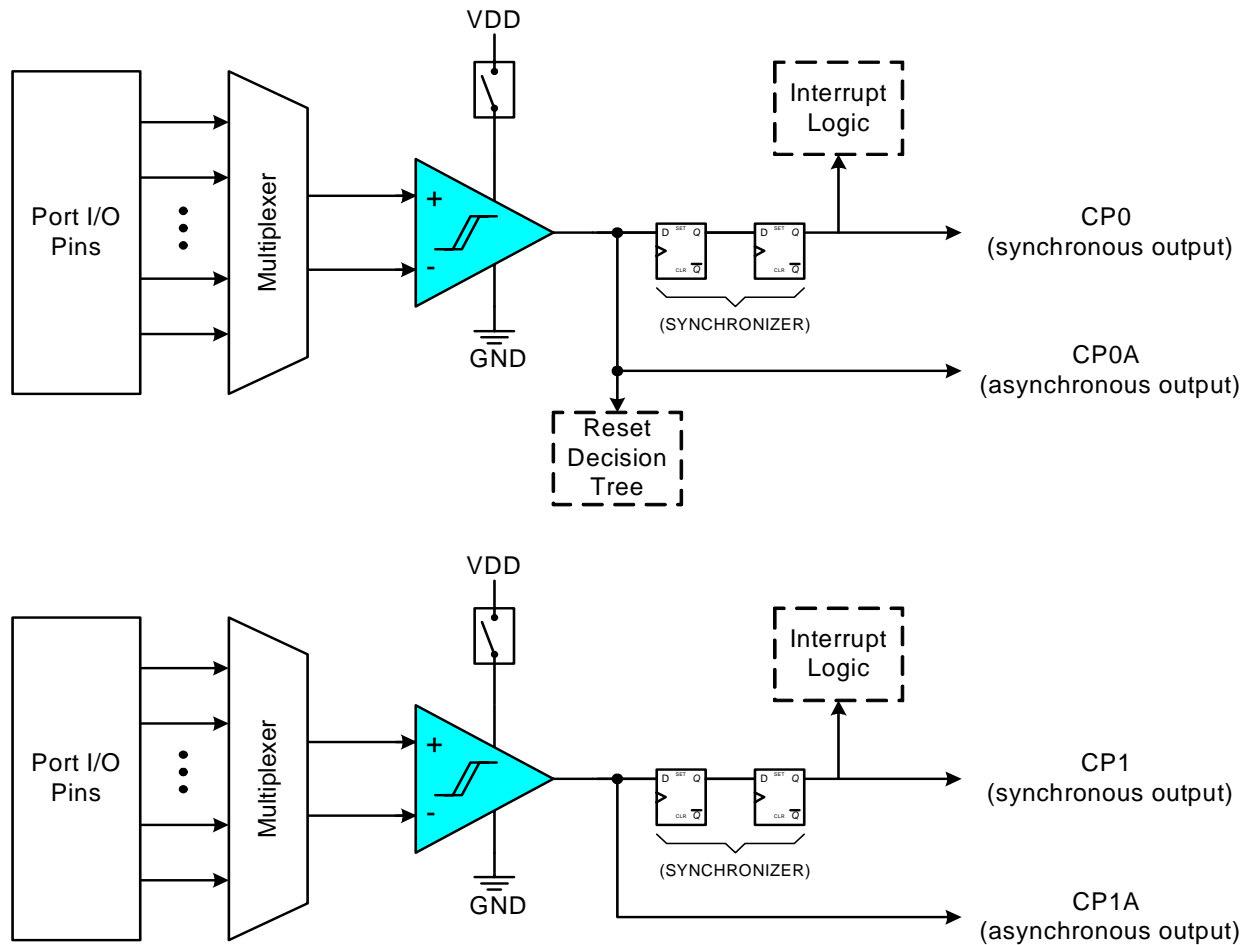 VDD
Port I/O
Pins
Multiplexer
+
-
GND
D SET Q
CLR Q
D SET Q
CLR Q
(SYNCHRONIZER)
Interrupt
Logic
CP0
(synchronous output)
CP0A
(asynchronous output)
Reset
Decision
Tree
VDD
Port I/O
Pins
Multiplexer
+
-
GND
D SET Q
CLR Q
D SET Q
CLR Q
(SYNCHRONIZER)
Interrupt
Logic
CP1
(synchronous output)
CP1A
(asynchronous output)